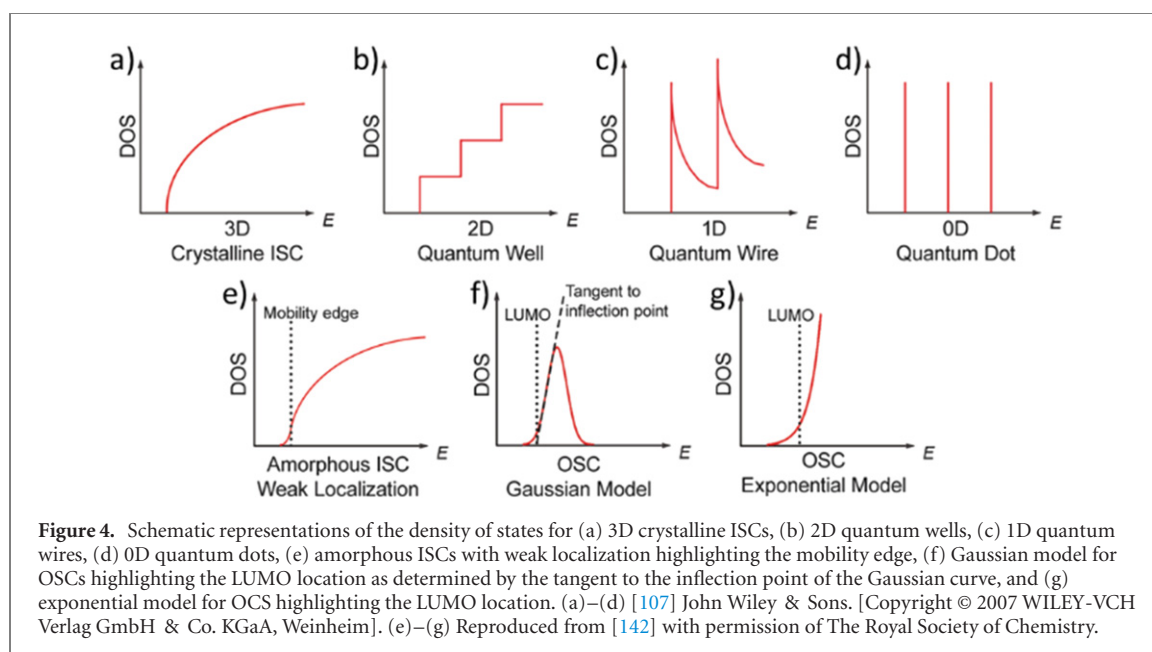 a)
DOS
E
3D
Crystalline ISC
b)
DOS
E
2D
Quantum Well
c)
DOS
E
1D
Quantum Wire
d)
DOS
E
0D
Quantum Dot
e)
Mobility edge
DOS
E
Amorphous ISC
Weak Localization
f)
Tangent to
inflection point
LUMO
DOS
E
OSC
Gaussian Model
g)
LUMO
DOS
E
OSC
Exponential Model
Figure 4. Schematic representations of the density of states for (a) 3D crystalline ISCs, (b) 2D quantum wells, (c) 1D quantum
wires, (d) 0D quantum dots, (e) amorphous ISCs with weak localization highlighting the mobility edge, (f) Gaussian model for
OSCs highlighting the LUMO location as determined by the tangent to the inflection point of the Gaussian curve, and (g)
exponential model for OCS highlighting the LUMO location. (a)–(d) [107] John Wiley & Sons. [Copyright © 2007 WILEY-VCH
Verlag GmbH & Co. KGaA, Weinheim]. (e)–(g) Reproduced from [142] with permission of The Royal Society of Chemistry.